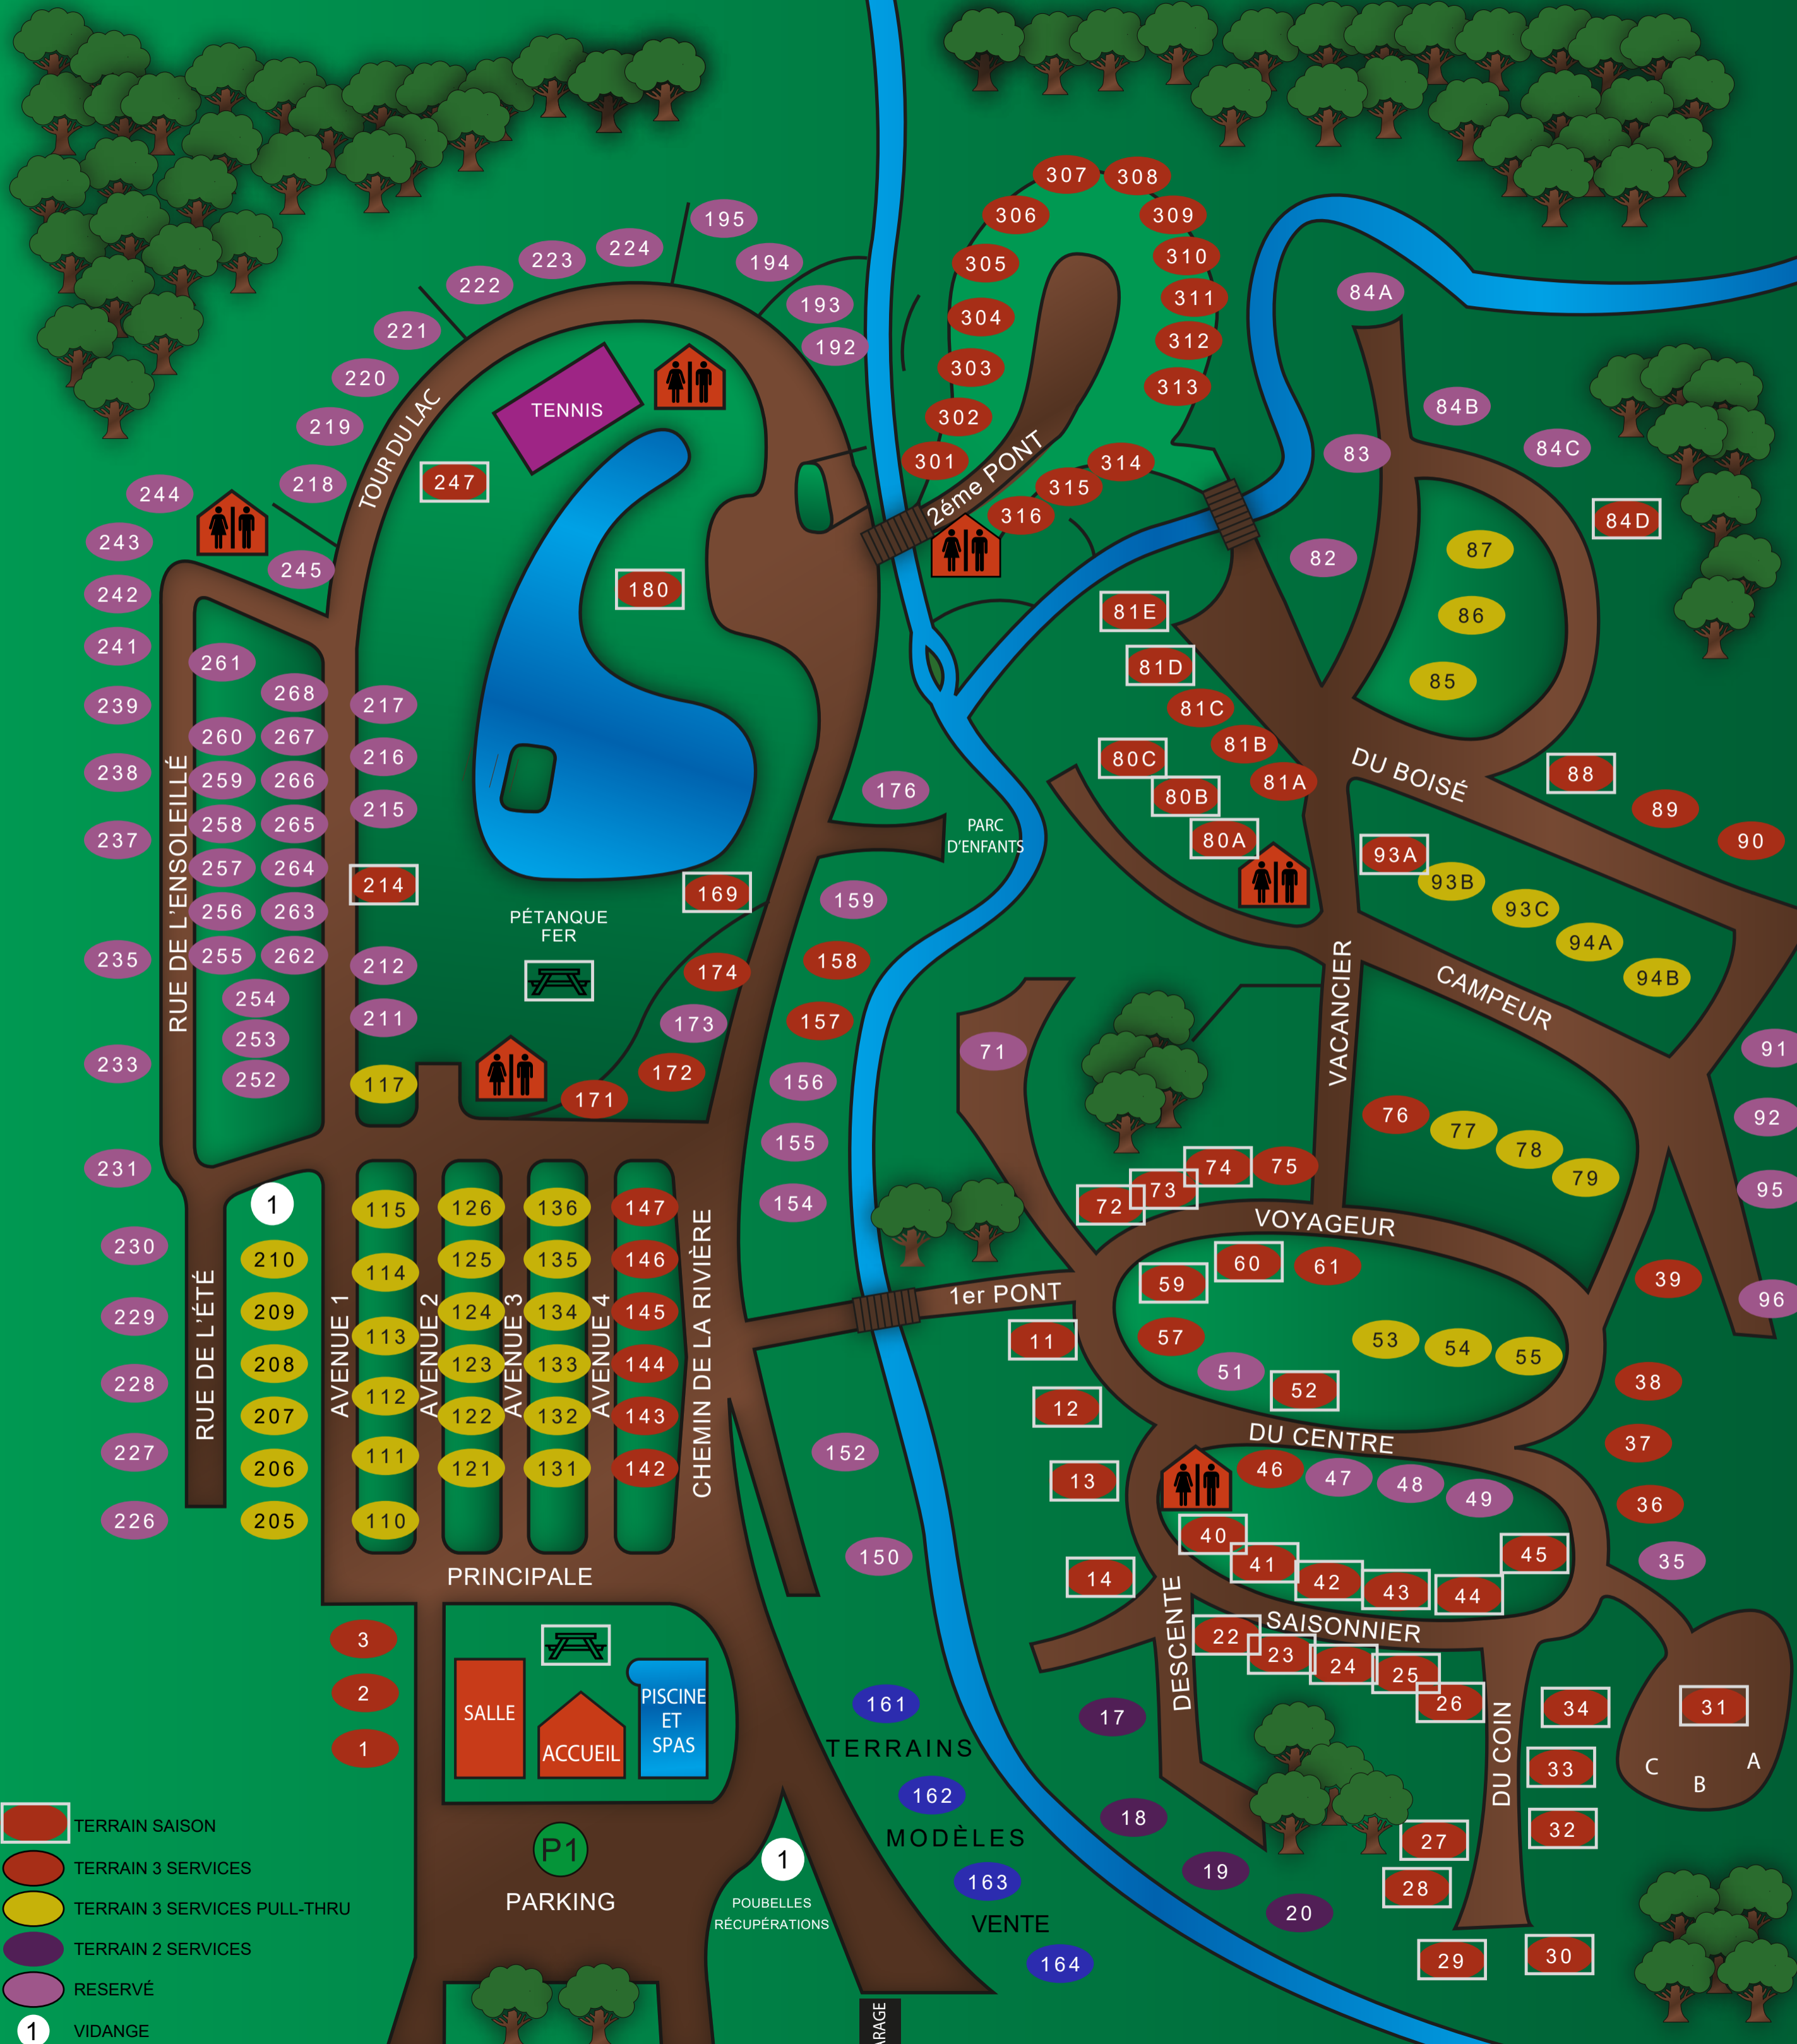 307 308
306 309
195
224
223
194
305 310
222
84A
193
304 311
221
192
312
303
220
313
TENNIS
84B
302
219
TOUR DU LAC
84C
83
301
314
2éme PONT
247
218
315
244
316
84D
243
87
82
245
180
242
81E
86
241
261
81D
85
268
239
217
81C
260 267
81B
216
238
80C
DU BOISÉ
88
259 266
81A
176
80B
215
89
258 265
PARC
D'ENFANTS
237
80A
90
93A
257 264
93B
214
169
159
93C
256 263
PÉTANQUE
FER
94A
255 262
235
158
212
174
94B
RUE DE L'ENSOLEILLÉ
254
CAMPEUR
VACANCIER
211
173
157
253
71
91
233
252
172
156
117
171
76
92
77
155
78
231
74
75
79
73
95
154
72
1
115 126 136 147
VOYAGEUR
230
210
125 135 146
60
61
114
59
39
1er PONT
96
209
124 134 145
229
113
11
57
53
54
55
208
123 133 144
51
228
52
38
112
12
207
122 132 143
RUE DE L'ÉTÉ
AVENUE 1
AVENUE 2
AVENUE 3
AVENUE 4
CHEMIN DE LA RIVIÈRE
DU CENTRE
37
227
152
111
206
121 131 142
46
47
48
49
13
36
226
205
110
40
150
45
35
41
PRINCIPALE
14
42
43
44
SAISONNIER
22
3
23
24
25
DESCENTE
2
161
PISCINE
ET
SPAS
26
34
31
SALLE
17
TERRAINS
1
ACCUEIL
DU COIN
33
C
B
A
162
18
TERRAIN SAISON
MODÈLES
32
27
P1
1
TERRAIN 3 SERVICES
19
163
28
PARKING
POUBELLES
RÉCUPÉRATIONS
TERRAIN 3 SERVICES PULL-THRU
20
VENTE
TERRAIN 2 SERVICES
29
30
164
RESERVÉ
1 VIDANGE